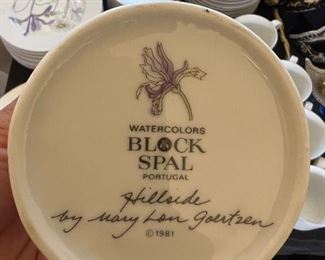 WATERCOLORS
BLOCK
SPAL
PORTUGAL
Hillside
by Mary Lou Goertzen
© 1981